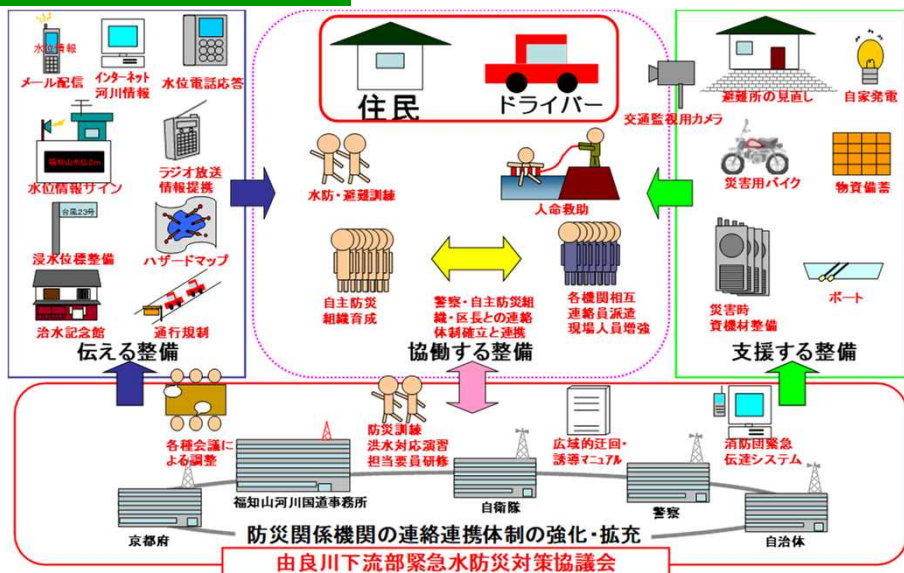 水位情報
メール配信
インターネット
河川情報
水位電話応答
福知山水位2m
水位情報サイン
ラジオ放送
情報提携
台風23号
浸水位標整備
ハザードマップ
治水記念館
通行規制
伝える整備
住民
ドライバー
水防・避難訓練
人命救助
自主防災
組織育成
警察・自主防災組
織・区長との連絡
体制確立と連携
各機関相互
連絡員派遣
現場人員増強
協働する整備
交通監視用カメラ
避難所の見直し
自家発電
災害用バイク
物資備蓄
災害時
資機材整備
ボート
支援する整備
各種会議に
よる調整
防災訓練
洪水対応演習
担当要員研修
広域的迂回・
誘導マニュアル
消防団緊急
伝達システム
京都府
福知山河川国道事務所
自衛隊
警察
自治体
防災関係機関の連絡連携体制の強化・拡充
由良川下流部緊急水防災対策協議会